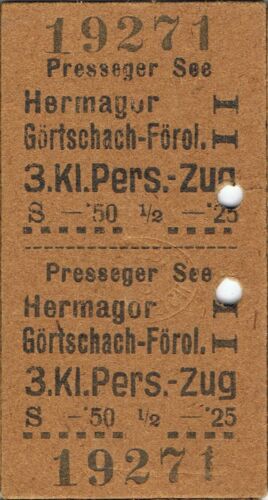 19271
Presseger See
Hermagor I
Görtschach-Förol. I
3.Kl.Pers.-Zug
S —·50 ½ —·25
Presseger See
Hermagor I
Görtschach-Förol. I
3.Kl.Pers.-Zug
S —·50 ½ —·25
19271